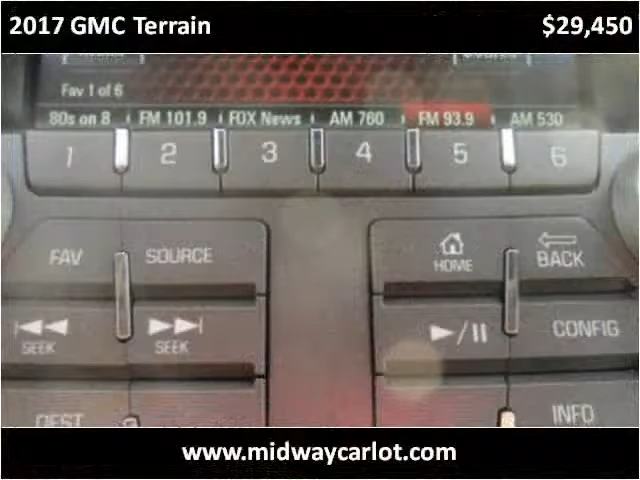 2017 GMC Terrain $29,450
Fav 1 of 6
80s on 8 FM 101.9 FOX News AM 760 FM 93.9 AM 530
1 2 3 4 5 6
FAV SOURCE HOME BACK
SEEK SEEK CONFIG
DEST INFO
www.midwaycarlot.com